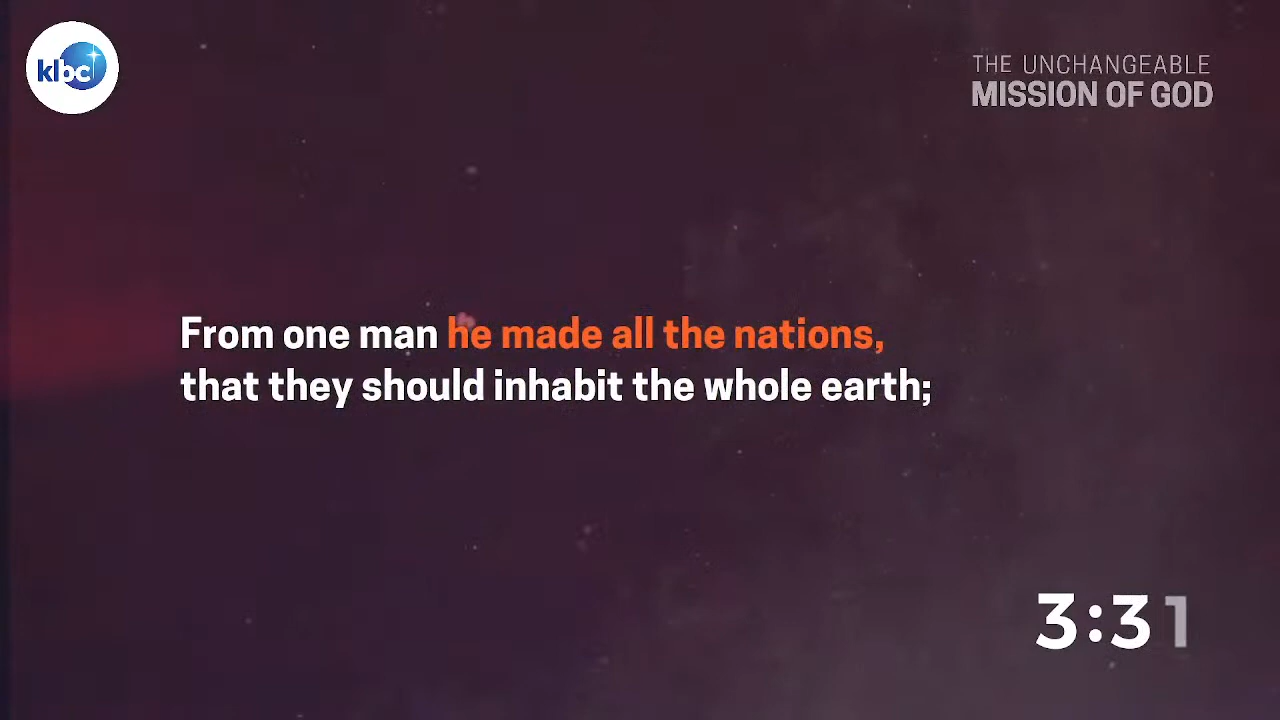 klbc
THE UNCHANGEABLE
MISSION OF GOD
From one man he made all the nations,
that they should inhabit the whole earth;
3:31